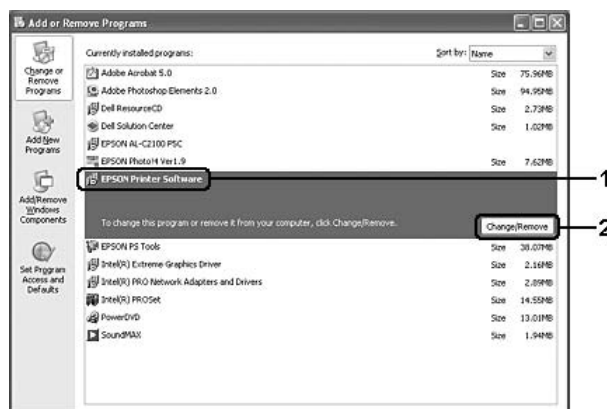 Add or Remove Programs
Change or
Remove
Programs
Add New
Programs
Add/Remove
Windows
Components
Set Program
Access and
Defaults
Currently installed programs:
Sort by: Name
Adobe Acrobat 5.0 Size 75.96MB
Adobe Photoshop Elements 2.0 Size 94.95MB
Dell ResourceCD Size 2.73MB
Dell Solution Center Size 1.02MB
EPSON AL-C2100 PSC
EPSON Photo!4 Ver1.9 Size 7.62MB
EPSON Printer Software 1
To change this program or remove it from your computer, click Change/Remove.
Change/Remove 2
EPSON PS Tools Size 38.07MB
Intel(R) Extreme Graphics Driver Size 2.16MB
Intel(R) PRO Network Adapters and Drivers Size 2.89MB
Intel(R) PROSet Size 14.55MB
PowerDVD Size 13.01MB
SoundMAX Size 1.94MB